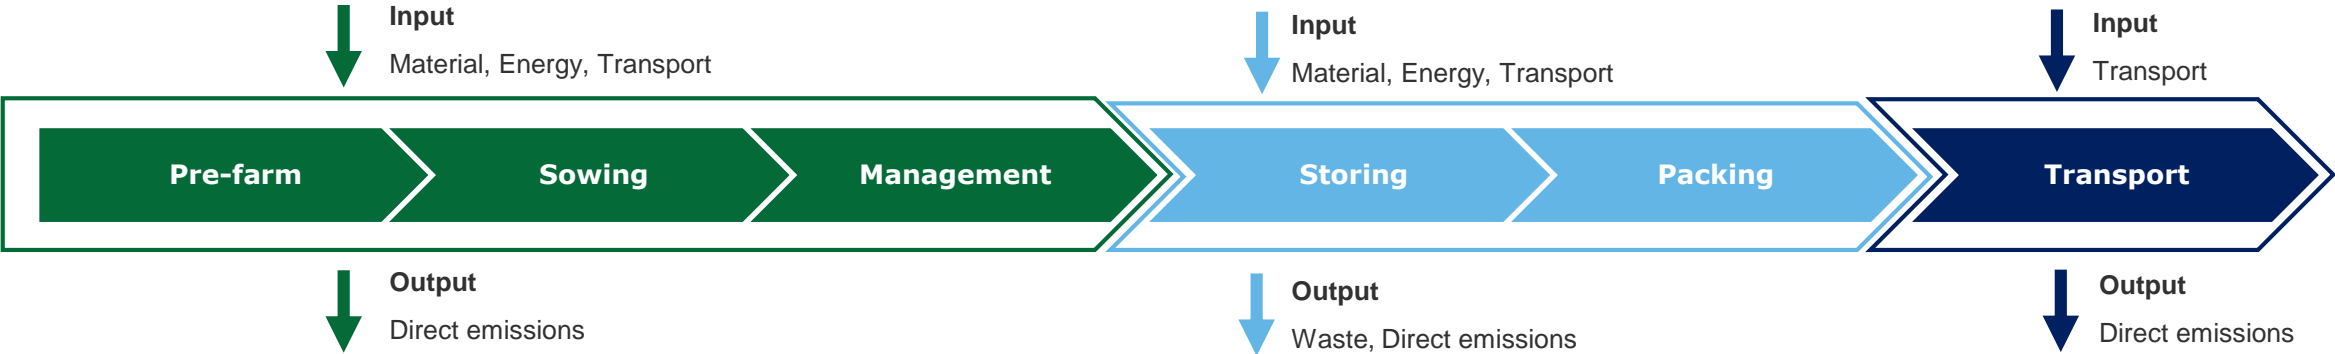 Input
Material, Energy, Transport
Input
Material, Energy, Transport
Input
Transport
Pre-farm
Sowing
Management
Storing
Packing
Transport
Output
Direct emissions
Output
Waste, Direct emissions
Output
Direct emissions